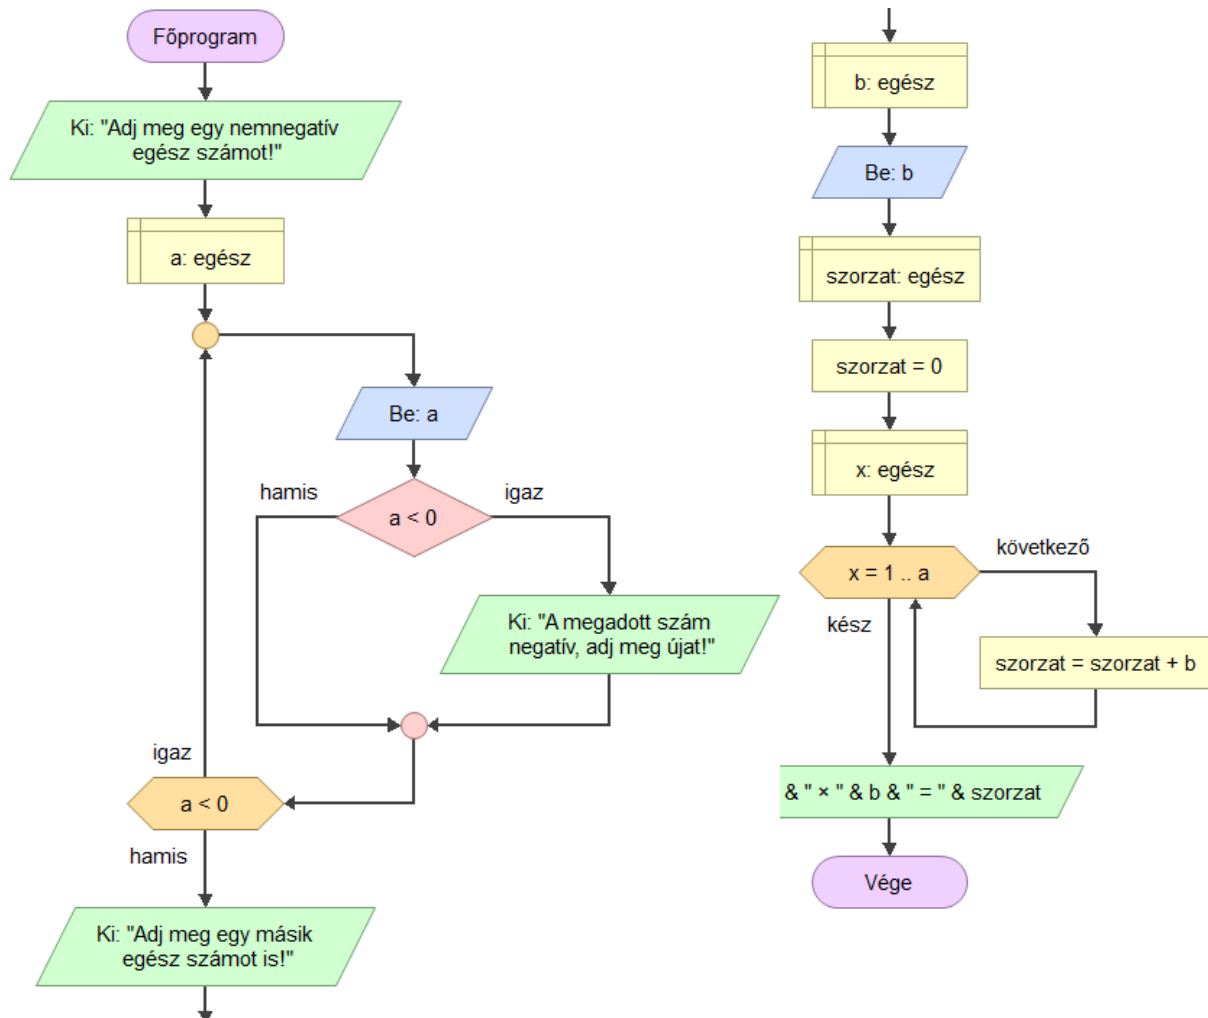 Főprogram
Ki: "Adj meg egy nemnegatív
egész számot!"
a: egész
Be: a
hamis
igaz
a < 0
Ki: "A megadott szám
negatív, adj meg újat!"
igaz
a < 0
hamis
Ki: "Adj meg egy másik
egész számot is!"
b: egész
Be: b
szorzat: egész
szorzat = 0
x: egész
következő
x = 1 .. a
kész
szorzat = szorzat + b
& " × " & b & " = " & szorzat
Vége